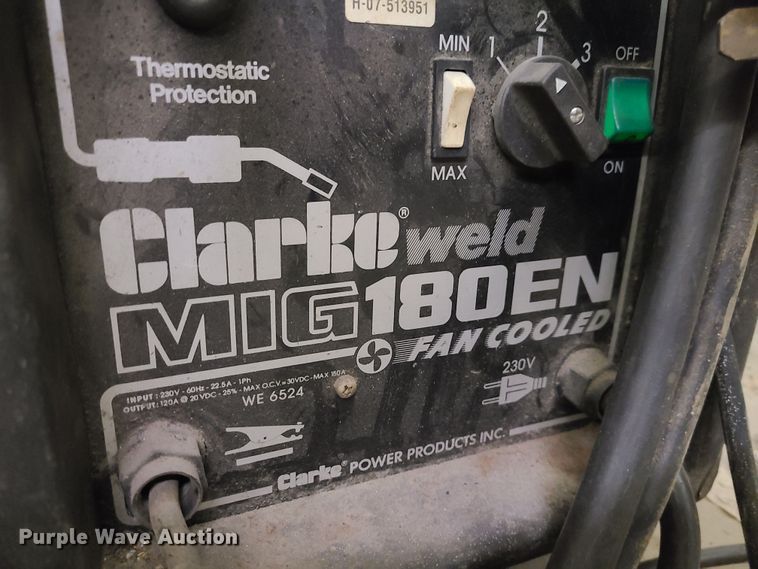 H-07-513951
Thermostatic
Protection
MIN
MAX
1 2 3
OFF
ON
Clarke® weld
MIG 180EN
FAN COOLED
INPUT: 230V - 60Hz - 22.5A - 1Ph
OUTPUT: 120A @ 20VDC - 25% - MAX O.C.V. = 30VDC - MAX 150A
WE 6524
230V
Clarke® POWER PRODUCTS INC.
Purple Wave Auction